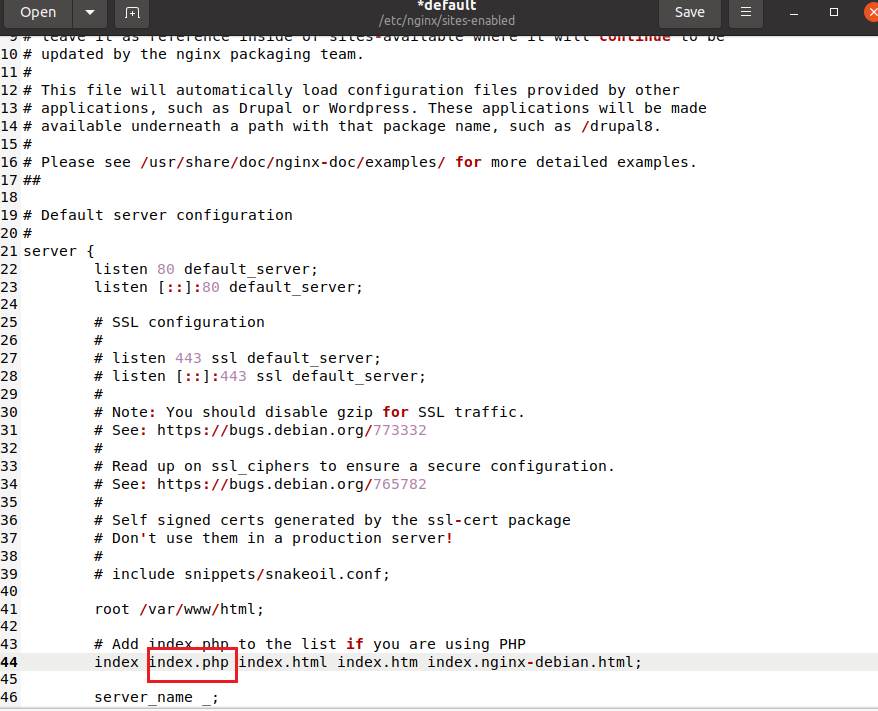 Open
*default
/etc/nginx/sites-enabled
Save
9 # leave it as reference inside of sites-available where it will continue to be
10 # updated by the nginx packaging team.
11 #
12 # This file will automatically load configuration files provided by other
13 # applications, such as Drupal or Wordpress. These applications will be made
14 # available underneath a path with that package name, such as /drupal8.
15 #
16 # Please see /usr/share/doc/nginx-doc/examples/ for more detailed examples.
17 ##
18
19 # Default server configuration
20 #
21 server {
22 listen 80 default_server;
23 listen [::]:80 default_server;
24
25 # SSL configuration
26 #
27 # listen 443 ssl default_server;
28 # listen [::]:443 ssl default_server;
29 #
30 # Note: You should disable gzip for SSL traffic.
31 # See: https://bugs.debian.org/773332
32 #
33 # Read up on ssl_ciphers to ensure a secure configuration.
34 # See: https://bugs.debian.org/765782
35 #
36 # Self signed certs generated by the ssl-cert package
37 # Don't use them in a production server!
38 #
39 # include snippets/snakeoil.conf;
40
41 root /var/www/html;
42
43 # Add index.php to the list if you are using PHP
44 index index.php index.html index.htm index.nginx-debian.html;
45
46 server_name _;